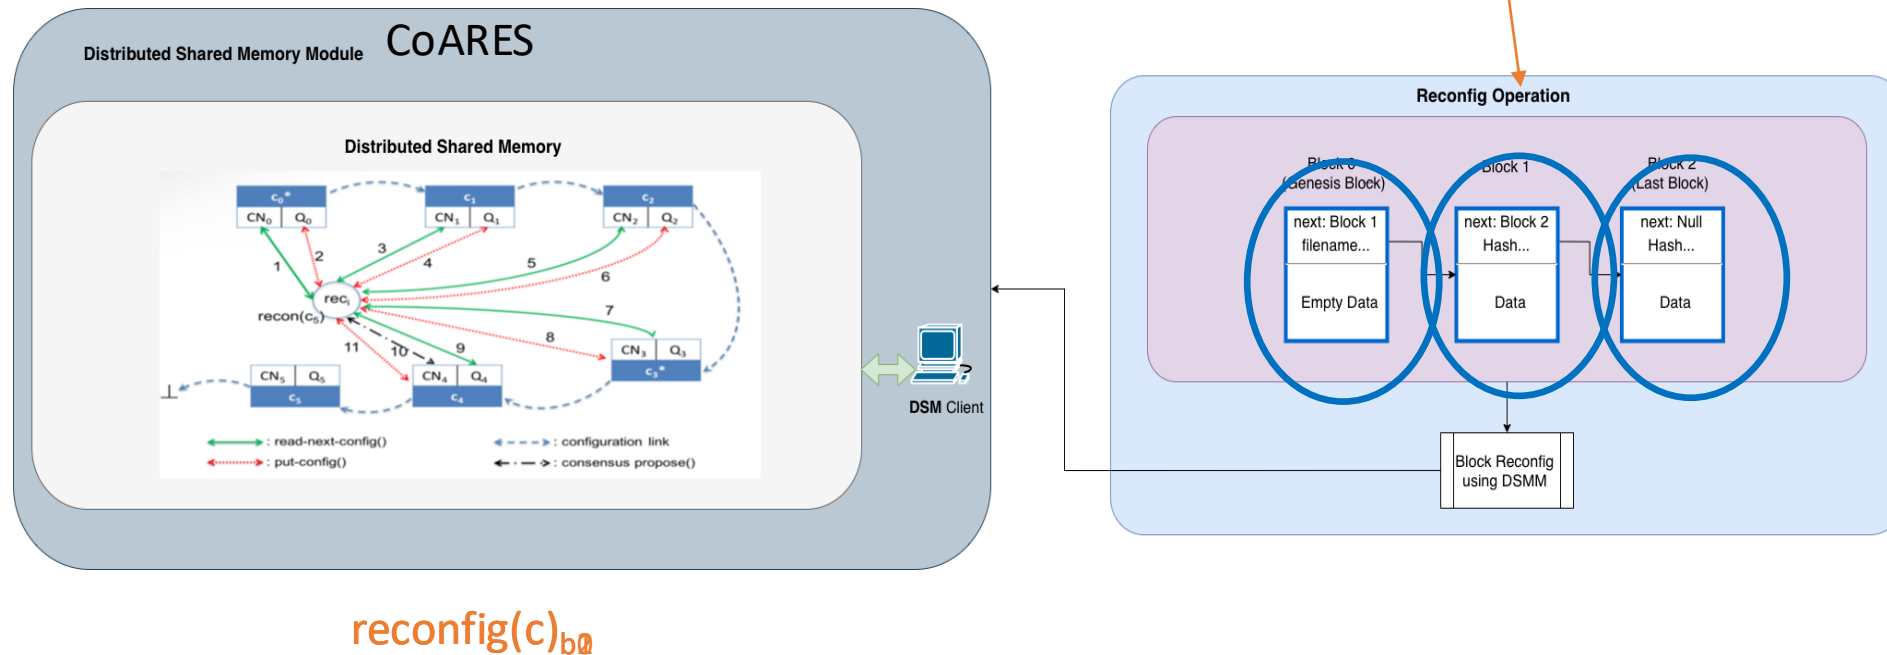 Distributed Shared Memory Module
CoARES
Distributed Shared Memory
c₀*
CN₀ Q₀
c₁
CN₁ Q₁
c₂
CN₂ Q₂
1
2
3
4
5
6
7
8
9
10
11
recᵢ
recon(c₅)
CN₃ Q₃
c₃*
CN₅ Q₅
c₅
CN₄ Q₄
c₄
: read-next-config()
: configuration link
: put-config()
: consensus propose()
DSM Client
reconfig(c)
Reconfig Operation
Block 0
(Genesis Block)
next: Block 1
filename...
Empty Data
Block 1
next: Block 2
Hash...
Data
Block 2
(Last Block)
next: Null
Hash...
Data
Block Reconfig
using DSMM